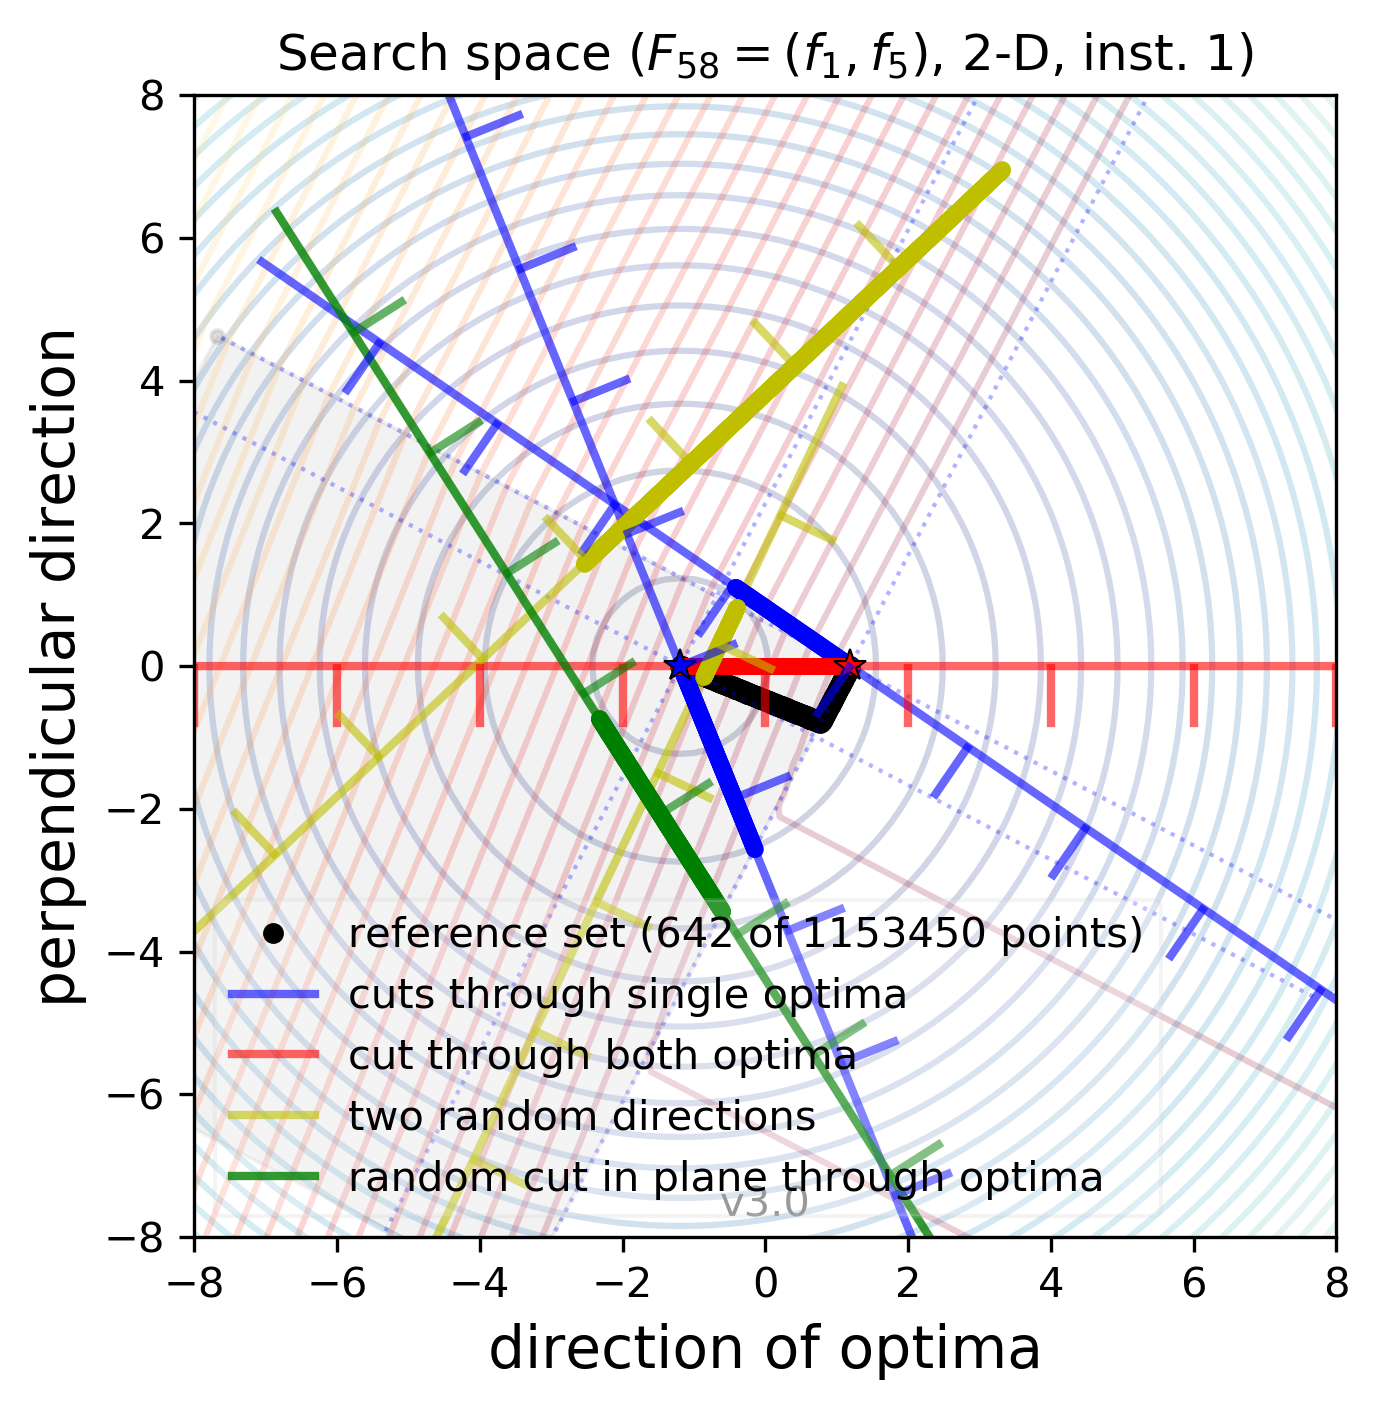 Search space (F58 = (f1, f5), 2-D, inst. 1)
8
6
4
2
0
−2
−4
−6
−8
perpendicular direction
reference set (642 of 1153450 points)
cuts through single optima
cut through both optima
two random directions
random cut in plane through optima
v3.0
−8 −6 −4 −2 0 2 4 6 8
direction of optima